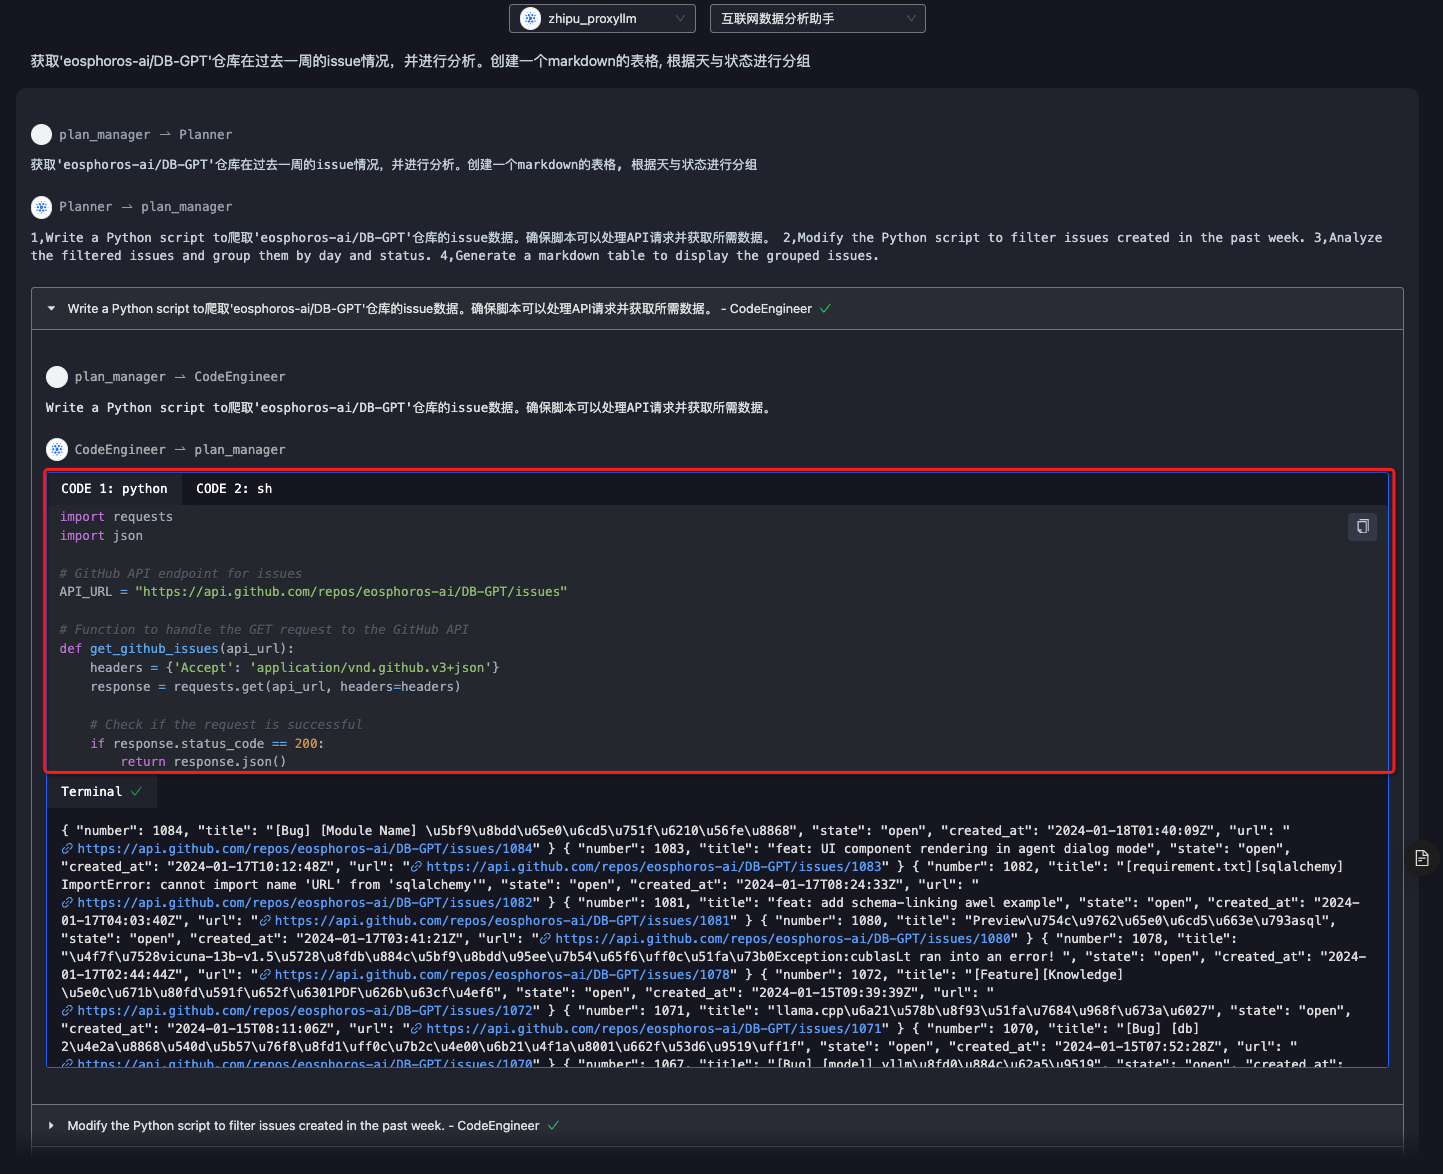 zhipu_proxyllm
互联网数据分析助手
获取'eosphoros-ai/DB-GPT'仓库在过去一周的issue情况，并进行分析。创建一个markdown的表格, 根据天与状态进行分组
plan_manager → Planner
获取'eosphoros-ai/DB-GPT'仓库在过去一周的issue情况，并进行分析。创建一个markdown的表格, 根据天与状态进行分组
Planner → plan_manager
1,Write a Python script to爬取'eosphoros-ai/DB-GPT'仓库的issue数据。确保脚本可以处理API请求并获取所需数据。 2,Modify the Python script to filter issues created in the past week. 3,Analyze
the filtered issues and group them by day and status. 4,Generate a markdown table to display the grouped issues.
Write a Python script to爬取'eosphoros-ai/DB-GPT'仓库的issue数据。确保脚本可以处理API请求并获取所需数据。 - CodeEngineer ✓
plan_manager → CodeEngineer
Write a Python script to爬取'eosphoros-ai/DB-GPT'仓库的issue数据。确保脚本可以处理API请求并获取所需数据。
CodeEngineer → plan_manager
CODE 1: python CODE 2: sh
import requests
import json
# GitHub API endpoint for issues
API_URL = "https://api.github.com/repos/eosphoros-ai/DB-GPT/issues"
# Function to handle the GET request to the GitHub API
def get_github_issues(api_url):
    headers = {'Accept': 'application/vnd.github.v3+json'}
    response = requests.get(api_url, headers=headers)
    # Check if the request is successful
    if response.status_code == 200:
        return response.json()
Terminal ✓
{ "number": 1084, "title": "[Bug] [Module Name] \u5bf9\u8bdd\u65e0\u6cd5\u751f\u6210\u56fe\u8868", "state": "open", "created_at": "2024-01-18T01:40:09Z", "url": "
https://api.github.com/repos/eosphoros-ai/DB-GPT/issues/1084" } { "number": 1083, "title": "feat: UI component rendering in agent dialog mode", "state": "open",
"created_at": "2024-01-17T10:12:48Z", "url": "https://api.github.com/repos/eosphoros-ai/DB-GPT/issues/1083" } { "number": 1082, "title": "[requirement.txt][sqlalchemy]
ImportError: cannot import name 'URL' from 'sqlalchemy'", "state": "open", "created_at": "2024-01-17T08:24:33Z", "url": "
https://api.github.com/repos/eosphoros-ai/DB-GPT/issues/1082" } { "number": 1081, "title": "feat: add schema-linking awel example", "state": "open", "created_at": "2024-
01-17T04:03:40Z", "url": "https://api.github.com/repos/eosphoros-ai/DB-GPT/issues/1081" } { "number": 1080, "title": "Preview\u754c\u9762\u65e0\u6cd5\u663e\u793asql",
"state": "open", "created_at": "2024-01-17T03:41:21Z", "url": "https://api.github.com/repos/eosphoros-ai/DB-GPT/issues/1080" } { "number": 1078, "title":
"\u4f7f\u7528vicuna-13b-v1.5\u5728\u8fdb\u884c\u5bf9\u8bdd\u95ee\u7b54\u65f6\uff0c\u51fa\u73b0Exception:cublasLt ran into an error! ", "state": "open", "created_at": "2024-
01-17T02:44:44Z", "url": "https://api.github.com/repos/eosphoros-ai/DB-GPT/issues/1078" } { "number": 1072, "title": "[Feature][Knowledge]
\u5e0c\u671b\u80fd\u591f\u652f\u6301PDF\u626b\u63cf\u4ef6", "state": "open", "created_at": "2024-01-15T09:39:39Z", "url": "
https://api.github.com/repos/eosphoros-ai/DB-GPT/issues/1072" } { "number": 1071, "title": "llama.cpp\u6a21\u578b\u8f93\u51fa\u7684\u968f\u673a\u6027", "state": "open",
"created_at": "2024-01-15T08:11:06Z", "url": "https://api.github.com/repos/eosphoros-ai/DB-GPT/issues/1071" } { "number": 1070, "title": "[Bug] [db]
2\u4e2a\u8868\u540d\u5b57\u76f8\u8fd1\uff0c\u7b2c\u4e00\u6b21\u4f1a\u8001\u662f\u53d6\u9519\uff1f", "state": "open", "created_at": "2024-01-15T07:52:28Z", "url": "
https://api.github.com/repos/eosphoros-ai/DB-GPT/issues/1070" } { "number": 1067, "title": "[Bug] [model] vllm\u8fd0\u884c\u62a5\u9519", "state": "open", "created_at":
Modify the Python script to filter issues created in the past week. - CodeEngineer ✓